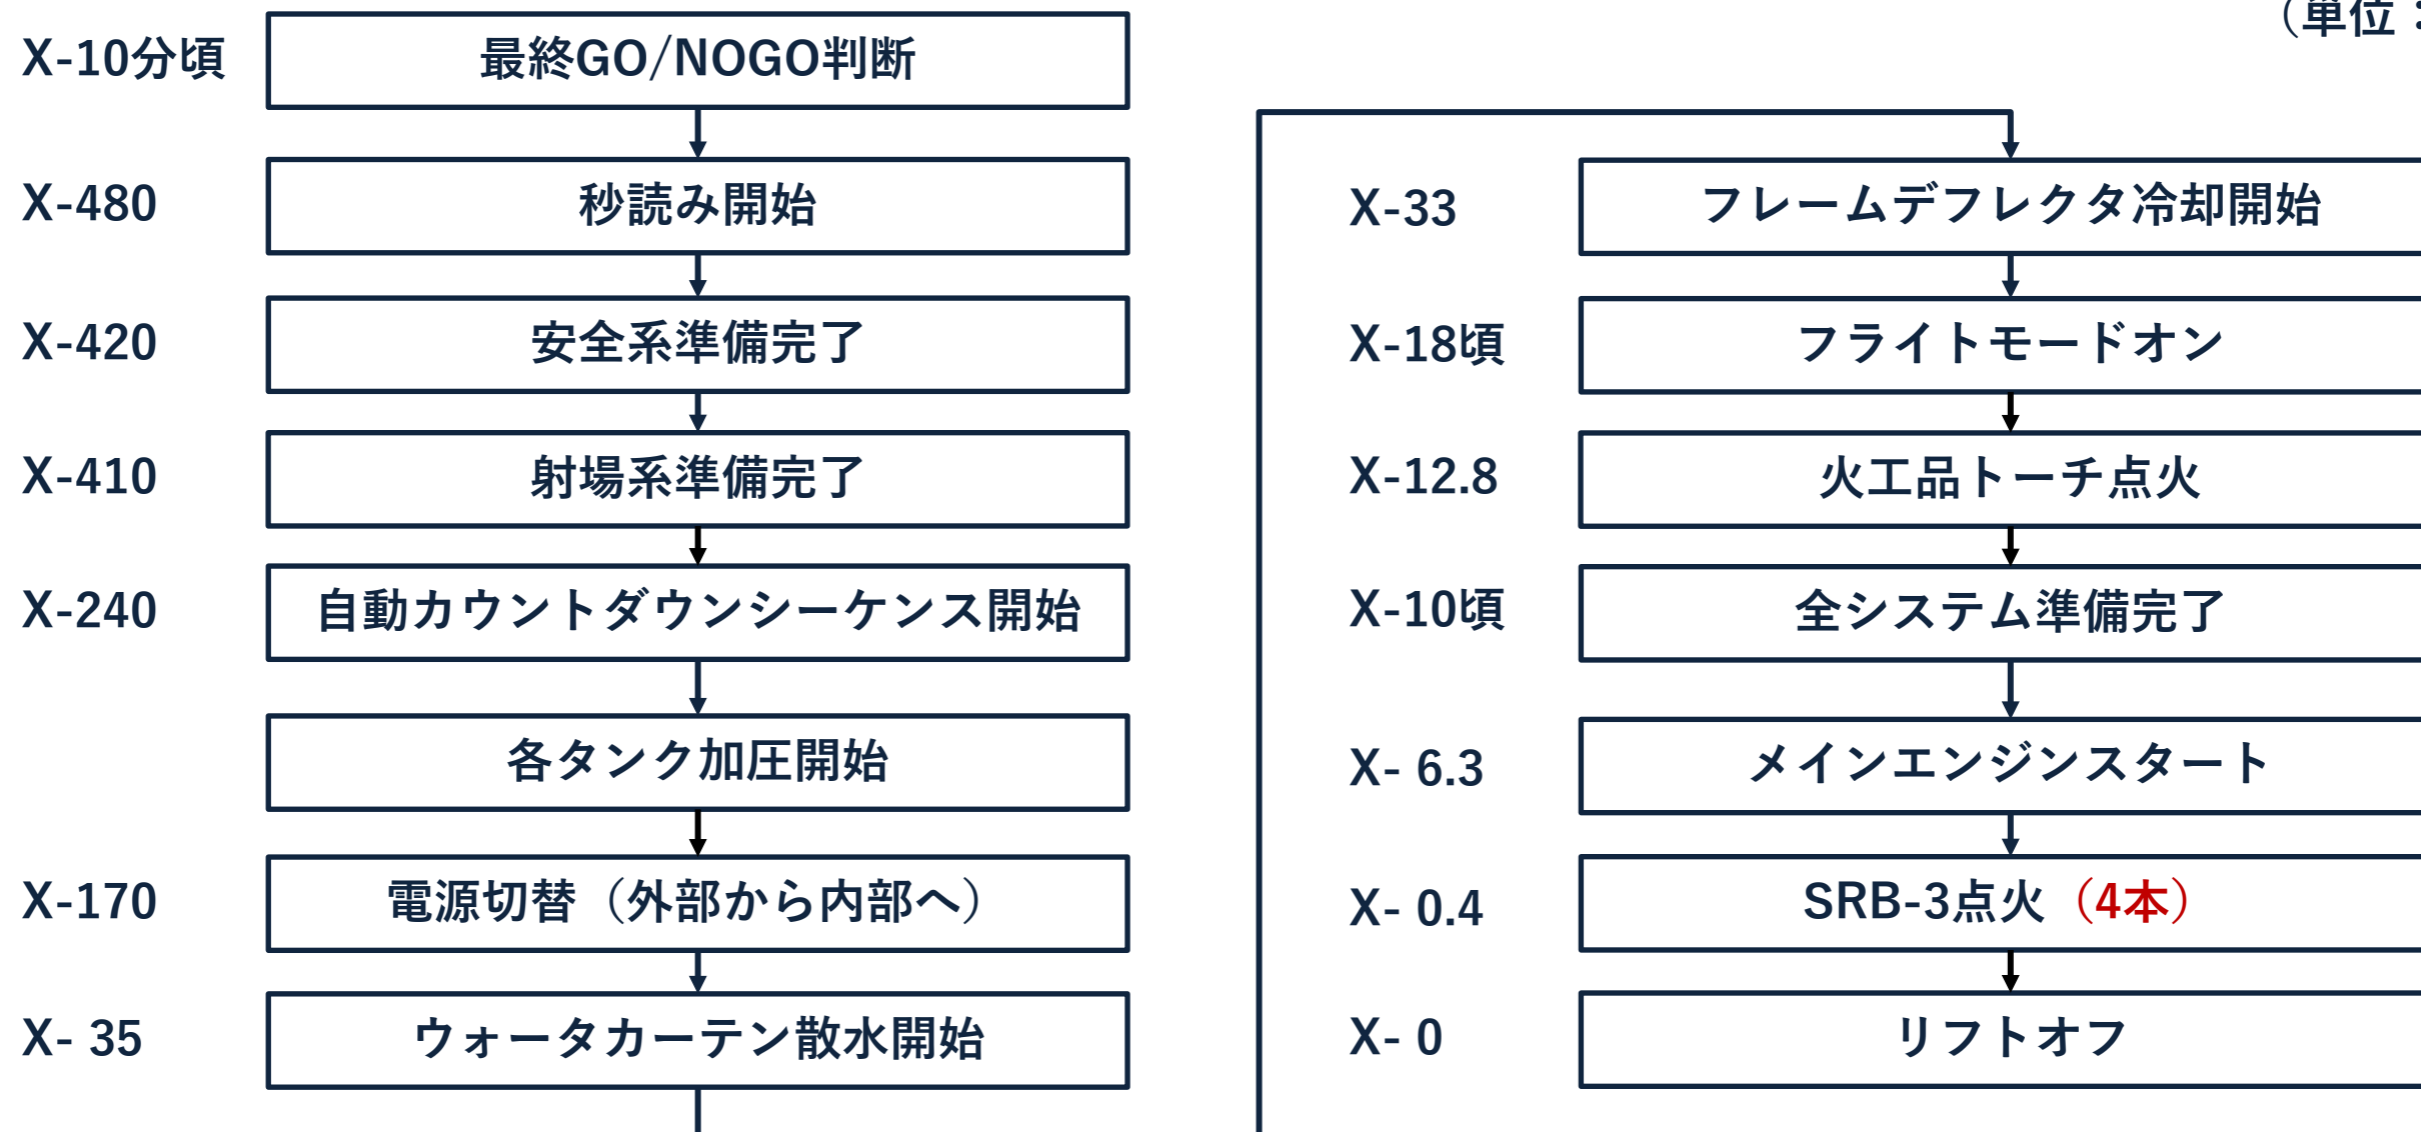 （単位：
X-10分頃 最終GO/NOGO判断
X-480 秒読み開始
X-420 安全系準備完了
X-410 射場系準備完了
X-240 自動カウントダウンシーケンス開始
各タンク加圧開始
X-170 電源切替（外部から内部へ）
X- 35 ウォータカーテン散水開始
X-33 フレームデフレクタ冷却開始
X-18頃 フライトモードオン
X-12.8 火工品トーチ点火
X-10頃 全システム準備完了
X- 6.3 メインエンジンスタート
X- 0.4 SRB-3点火（4本）
X- 0 リフトオフ